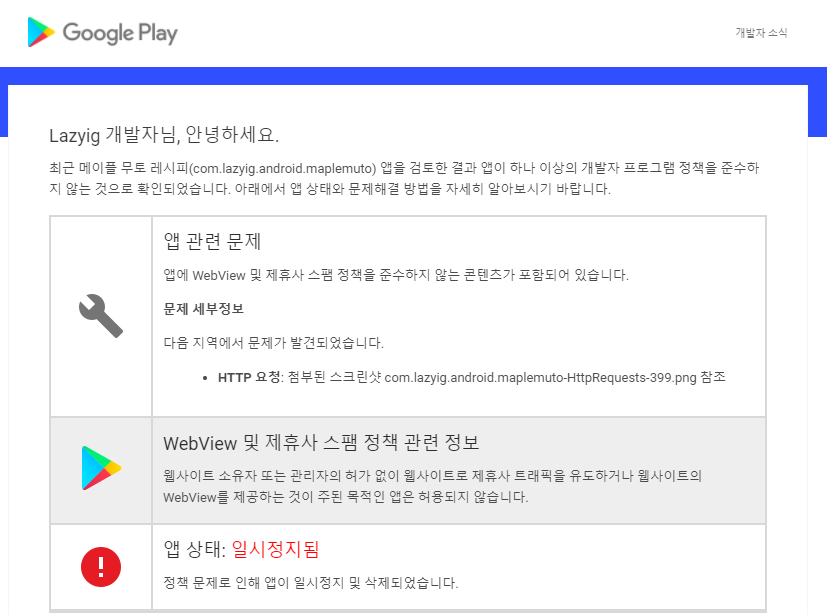 Google Play
개발자 소식
Lazyig 개발자님, 안녕하세요.
최근 메이플 무토 레시피(com.lazyig.android.maplemuto) 앱을 검토한 결과 앱이 하나 이상의 개발자 프로그램 정책을 준수하
지 않는 것으로 확인되었습니다. 아래에서 앱 상태와 문제해결 방법을 자세히 알아보시기 바랍니다.
앱 관련 문제
앱에 WebView 및 제휴사 스팸 정책을 준수하지 않는 콘텐츠가 포함되어 있습니다.
문제 세부정보
다음 지역에서 문제가 발견되었습니다.
• HTTP 요청: 첨부된 스크린샷 com.lazyig.android.maplemuto-HttpRequests-399.png 참조
WebView 및 제휴사 스팸 정책 관련 정보
웹사이트 소유자 또는 관리자의 허가 없이 웹사이트로 제휴사 트래픽을 유도하거나 웹사이트의
WebView를 제공하는 것이 주된 목적인 앱은 허용되지 않습니다.
앱 상태: 일시정지됨
정책 문제로 인해 앱이 일시정지 및 삭제되었습니다.